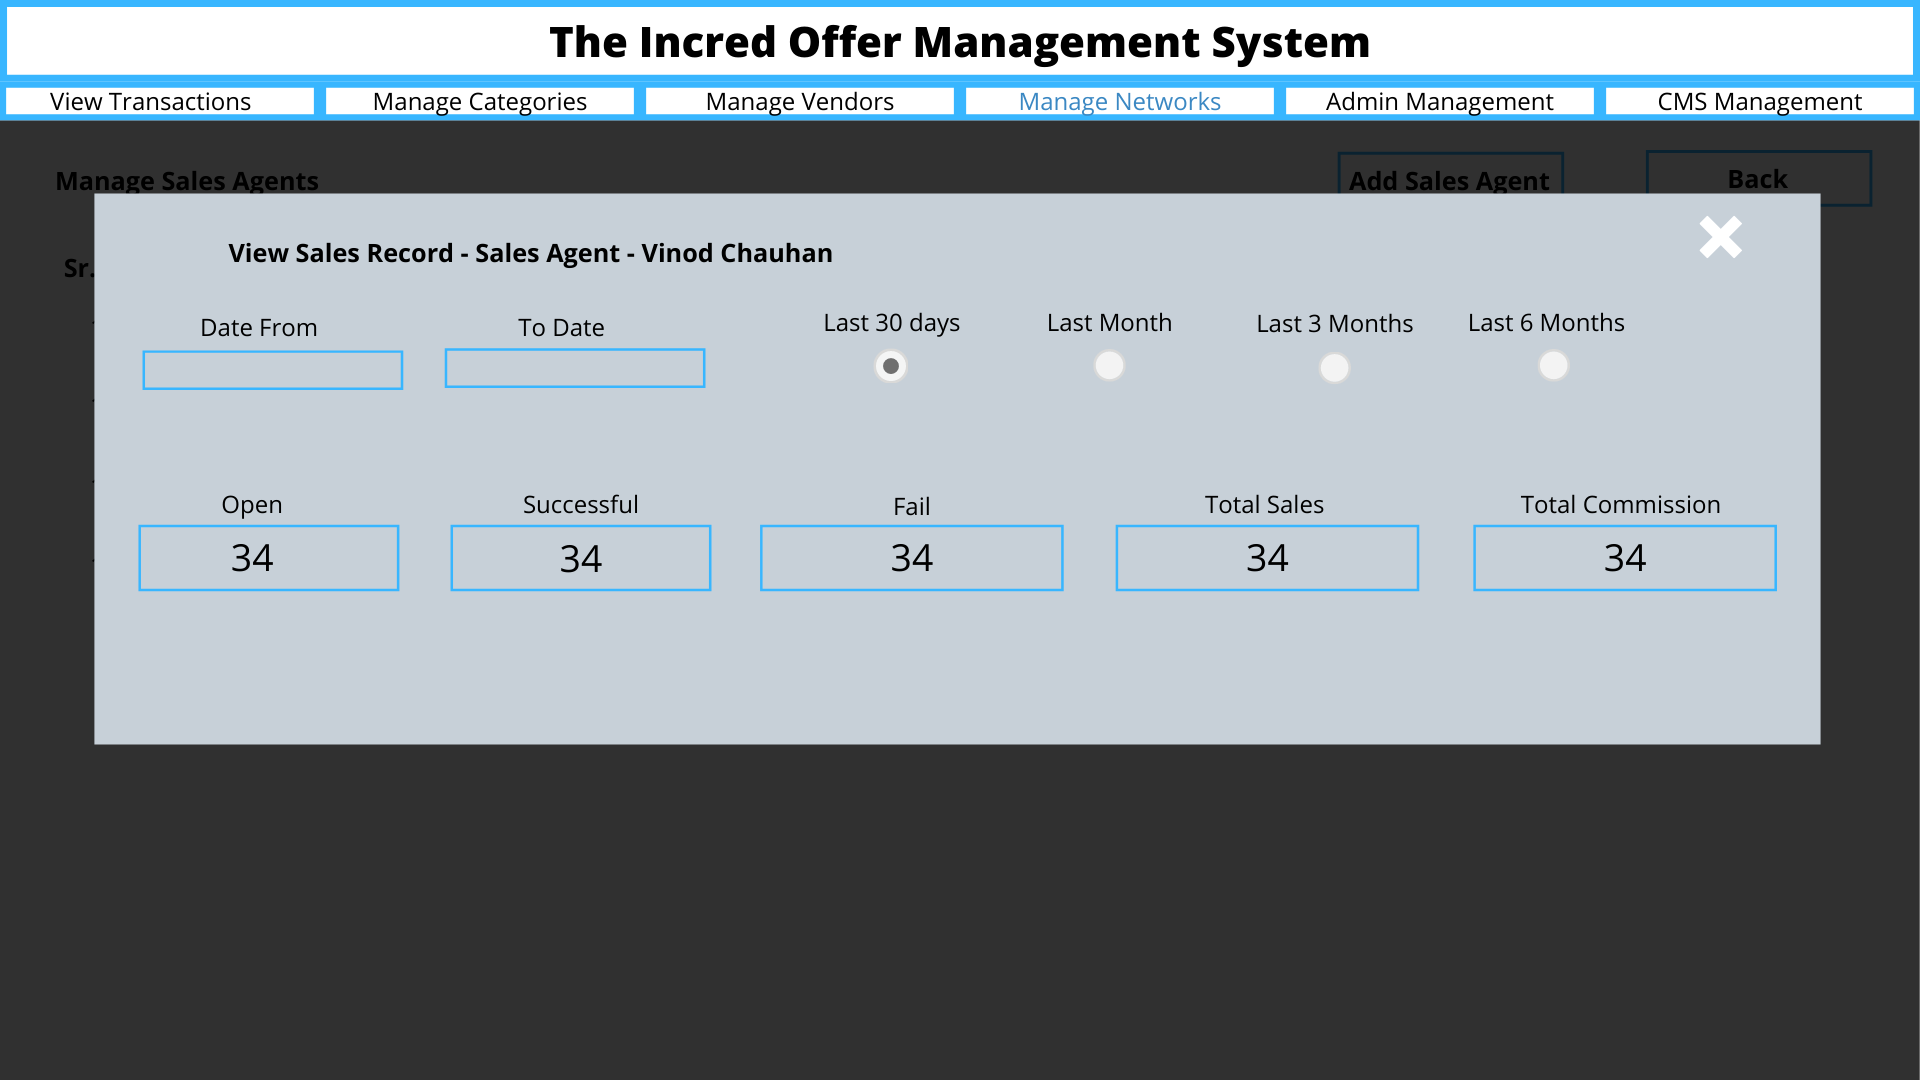 The Incred Offer Management System
View Transactions
Manage Categories
Manage Vendors
Manage Networks
Admin Management
CMS Management
Manage Sales Agents
Add Sales Agent
Back
View Sales Record - Sales Agent - Vinod Chauhan
Sr.
Date From
To Date
Last 30 days
Last Month
Last 3 Months
Last 6 Months
Open
Successful
Fail
Total Sales
Total Commission
34
34
34
34
34